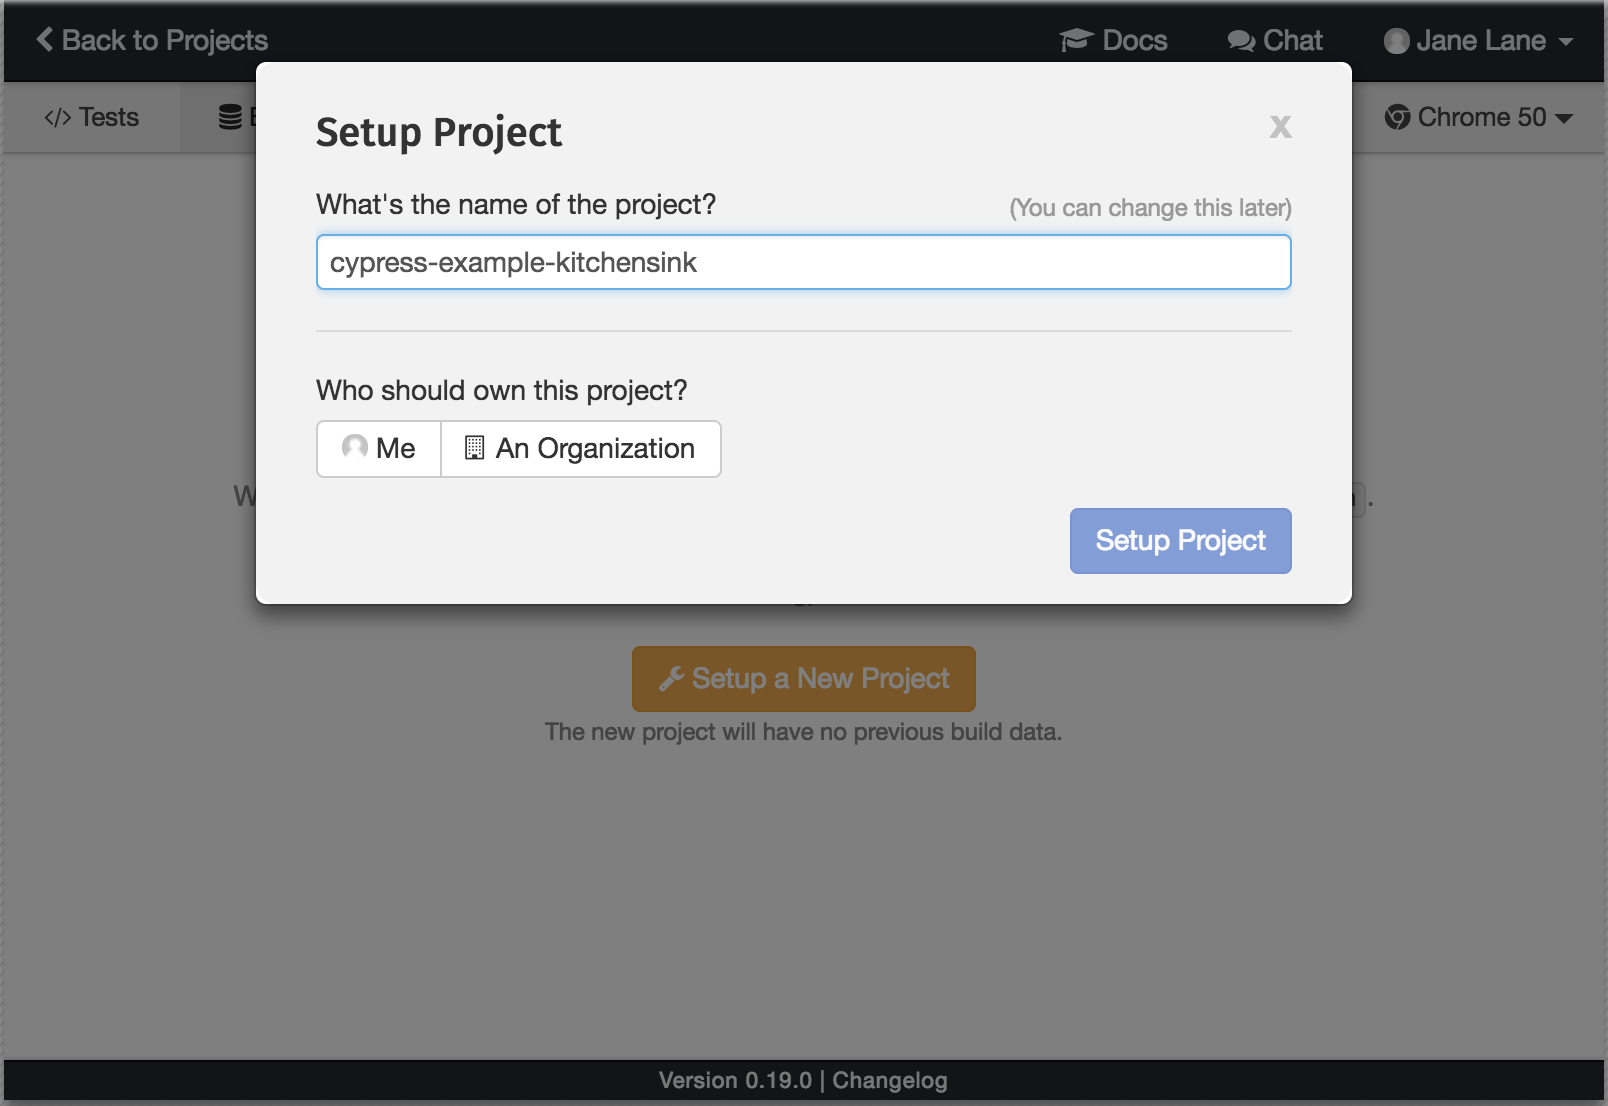 Back to Projects Docs Chat Jane Lane
</> Tests Chrome 50
Setup Project x
What's the name of the project? (You can change this later)
cypress-example-kitchensink
Who should own this project?
Me An Organization
Setup Project
Setup a New Project
The new project will have no previous build data.
Version 0.19.0 | Changelog